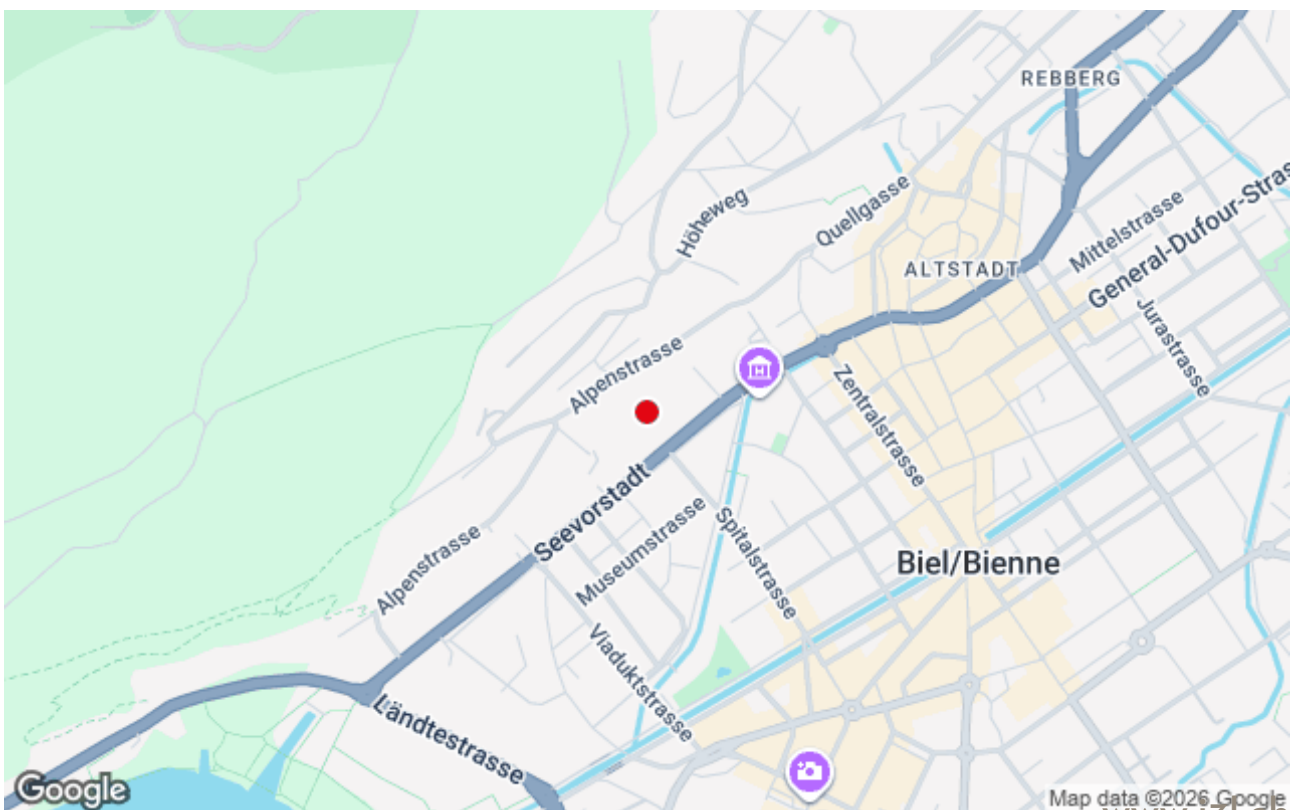 REBBERG
Höheweg
Quellgasse
Mittelstrasse
General-Dufour-Stras
ALTSTADT
Jurastrasse
Alpenstrasse
Zentralstrasse
Seevorstadt
Museumstrasse
Spitalstrasse
Biel/Bienne
Alpenstrasse
Viaduktstrasse
Ländtestrasse
Google
Map data ©2026 Google